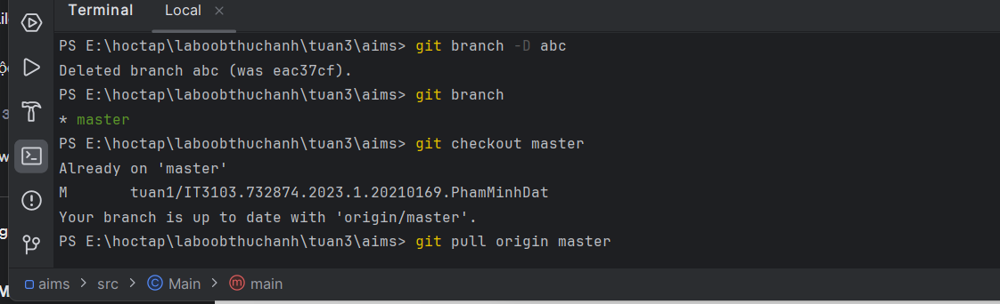 Terminal Local ×
PS E:\hoctap\laboobthuchanh\tuan3\aims> git branch -D abc
Deleted branch abc (was eac37cf).
PS E:\hoctap\laboobthuchanh\tuan3\aims> git branch
* master
PS E:\hoctap\laboobthuchanh\tuan3\aims> git checkout master
Already on 'master'
M       tuan1/IT3103.732874.2023.1.20210169.PhamMinhDat
Your branch is up to date with 'origin/master'.
PS E:\hoctap\laboobthuchanh\tuan3\aims> git pull origin master
aims > src > Main > main